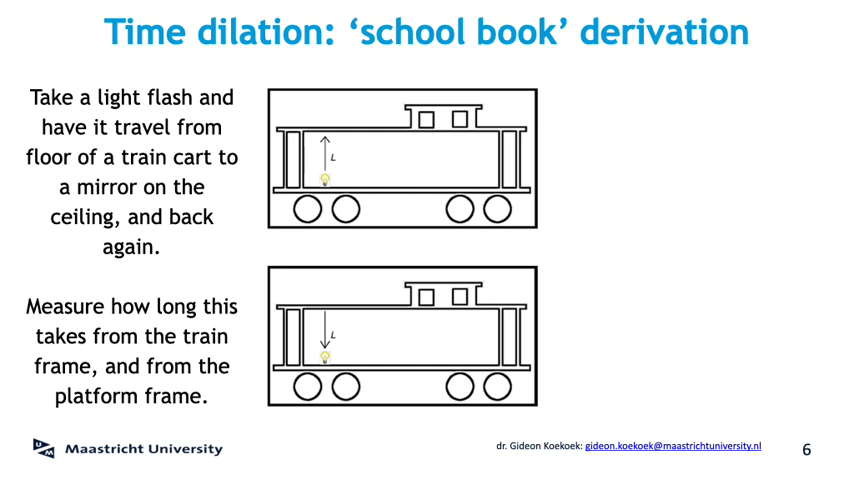 Time dilation: ‘school book’ derivation
Take a light flash and
have it travel from
floor of a train cart to
a mirror on the
ceiling, and back
again.
L
Measure how long this
takes from the train
frame, and from the
platform frame.
L
UM
Maastricht University
dr. Gideon Koekoek: gideon.koekoek@maastrichtuniversity.nl
6